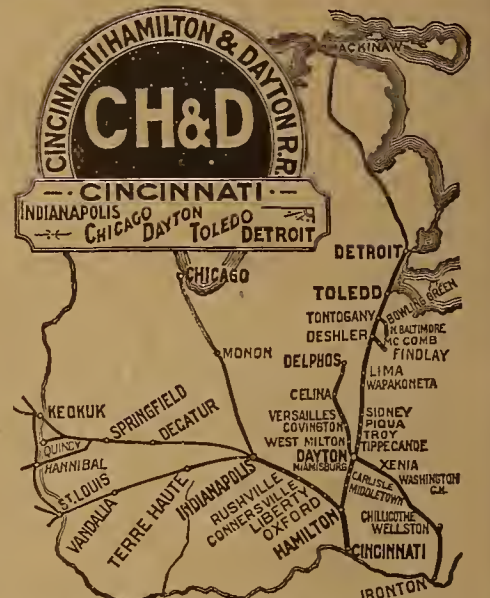 CINCINNATI, HAMILTON & DAYTON R.R.
CH&D
CINCINNATI
INDIANAPOLIS
CHICAGO
DAYTON
TOLEDO
DETROIT
MACKINAW
DETROIT
CHICAGO
TOLEDO
BOWLING GREEN
TONTOGANY
N. BALTIMORE
DESHLER
MC COMB
FINDLAY
MONON
DELPHOS
LIMA
WAPAKONETA
CELINA
KEOKUK
SPRINGFIELD
DECATUR
VERSAILLES
COVINGTON
WEST MILTON
SIDNEY
PIQUA
TROY
TIPPECANOE
QUINCY
HANNIBAL
DAYTON
MIAMISBURG
XENIA
WASHINGTON
C.H.
CARLISLE
MIDDLETOWN
ST. LOUIS
VANDALIA
TERRE HAUTE
INDIANAPOLIS
RUSHVILLE
CONNERSVILLE
LIBERTY
OXFORD
HAMILTON
CHILLICOTHE
WELLSTON
CINCINNATI
IRONTON